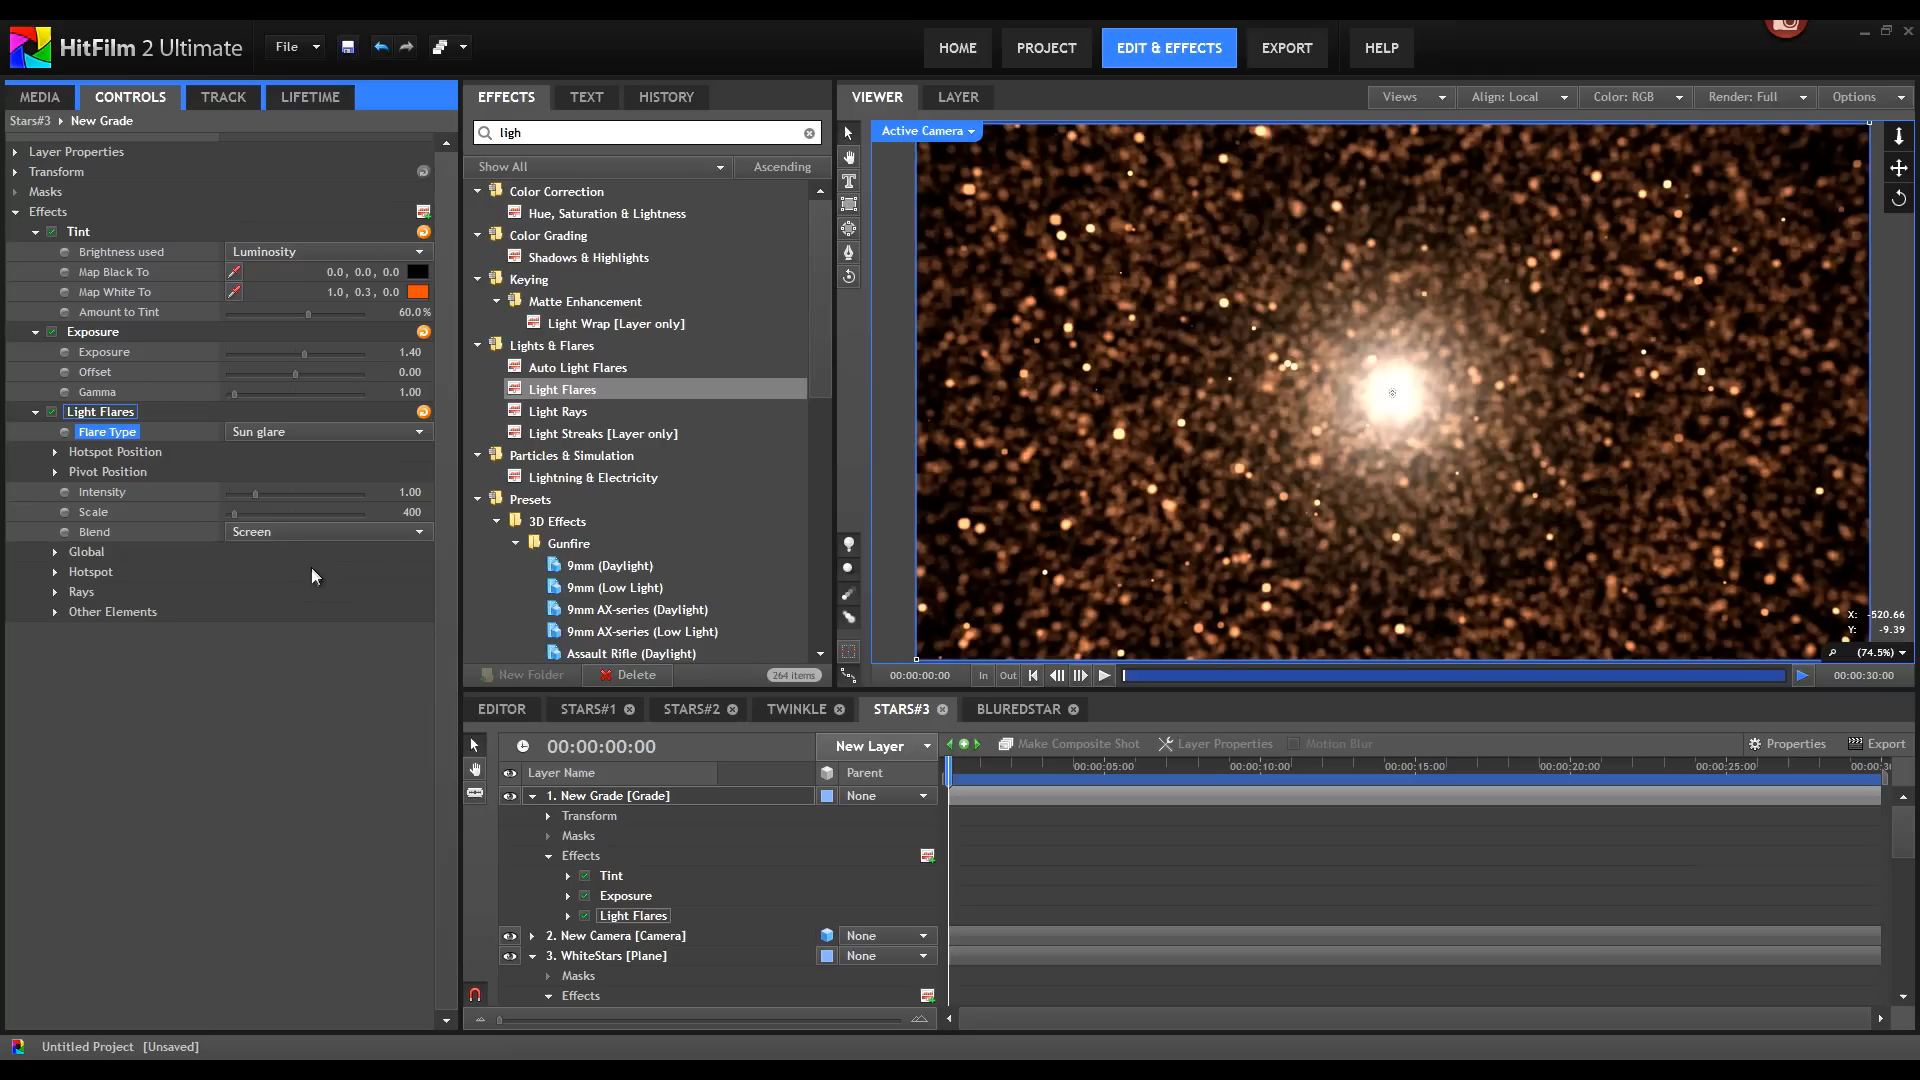 HitFilm 2 Ultimate
File
HOME
PROJECT
EDIT & EFFECTS
EXPORT
HELP
MEDIA
CONTROLS
TRACK
LIFETIME
Stars#3 New Grade
Layer Properties
Transform
Masks
Effects
Tint
Brightness used Luminosity
Map Black To 0.0, 0.0, 0.0
Map White To 1.0, 0.3, 0.0
Amount to Tint 60.0%
Exposure
Exposure 1.40
Offset 0.00
Gamma 1.00
Light Flares
Flare Type Sun glare
Hotspot Position
Pivot Position
Intensity 1.00
Scale 400
Blend Screen
Global
Hotspot
Rays
Other Elements
EFFECTS
TEXT
HISTORY
ligh
Show All
Ascending
Color Correction
Hue, Saturation & Lightness
Color Grading
Shadows & Highlights
Keying
Matte Enhancement
Light Wrap [Layer only]
Lights & Flares
Auto Light Flares
Light Flares
Light Rays
Light Streaks [Layer only]
Particles & Simulation
Lightning & Electricity
Presets
3D Effects
Gunfire
9mm (Daylight)
9mm (Low Light)
9mm AX-series (Daylight)
9mm AX-series (Low Light)
Assault Rifle (Daylight)
New Folder
Delete
264 items
VIEWER
LAYER
Views
Align: Local
Color: RGB
Render: Full
Options
Active Camera
X: -520.66
Y: -9.39
(74.5%)
00:00:00:00
In
Out
00:00:30:00
EDITOR
STARS#1
STARS#2
TWINKLE
STARS#3
BLUREDSTAR
00:00:00:00
New Layer
Make Composite Shot
Layer Properties
Motion Blur
Properties
Export
Layer Name
Parent
00:00:05:00
00:00:10:00
00:00:15:00
00:00:20:00
00:00:25:00
1. New Grade [Grade] None
Transform
Masks
Effects
Tint
Exposure
Light Flares
2. New Camera [Camera] None
3. WhiteStars [Plane] None
Masks
Effects
Untitled Project [Unsaved]